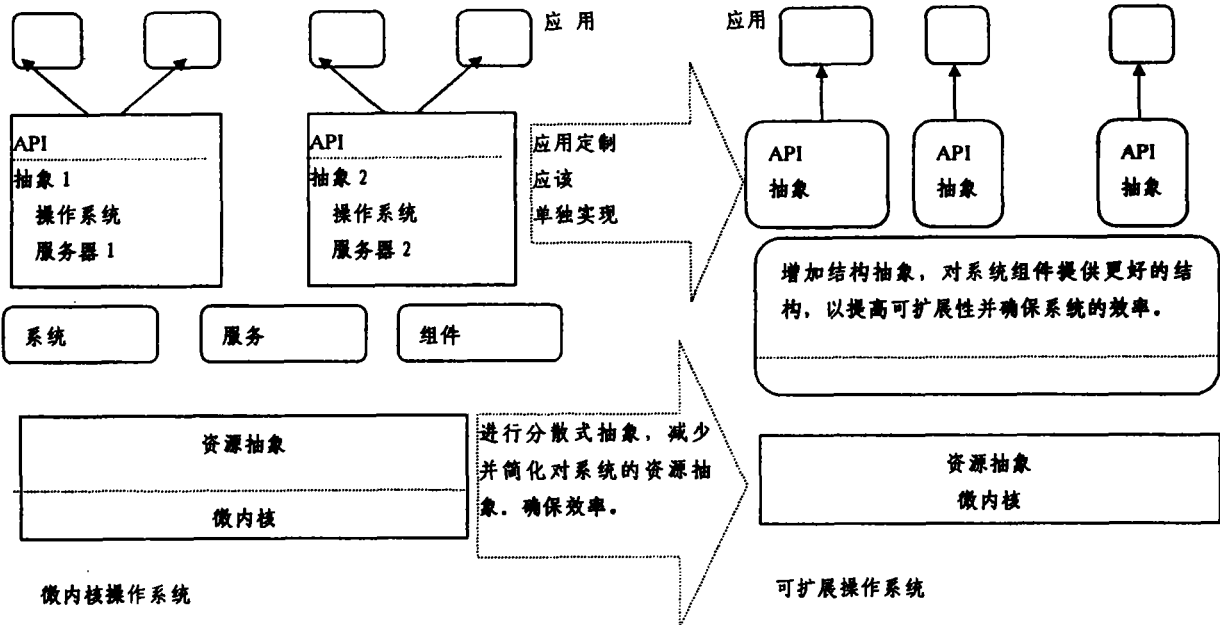 应 用
应用
API
抽象 1
操作系统
服务器 1
API
抽象 2
操作系统
服务器 2
应用定制
应该
单独实现
API
抽象
API
抽象
API
抽象
增加结构抽象，对系统组件提供更好的结
构，以提高可扩展性并确保系统的效率。
系统
服务
组件
资源抽象
微内核
进行分散式抽象，减少
并简化对系统的资源抽
象．确保效率。
资源抽象
微内核
微内核操作系统
可扩展操作系统